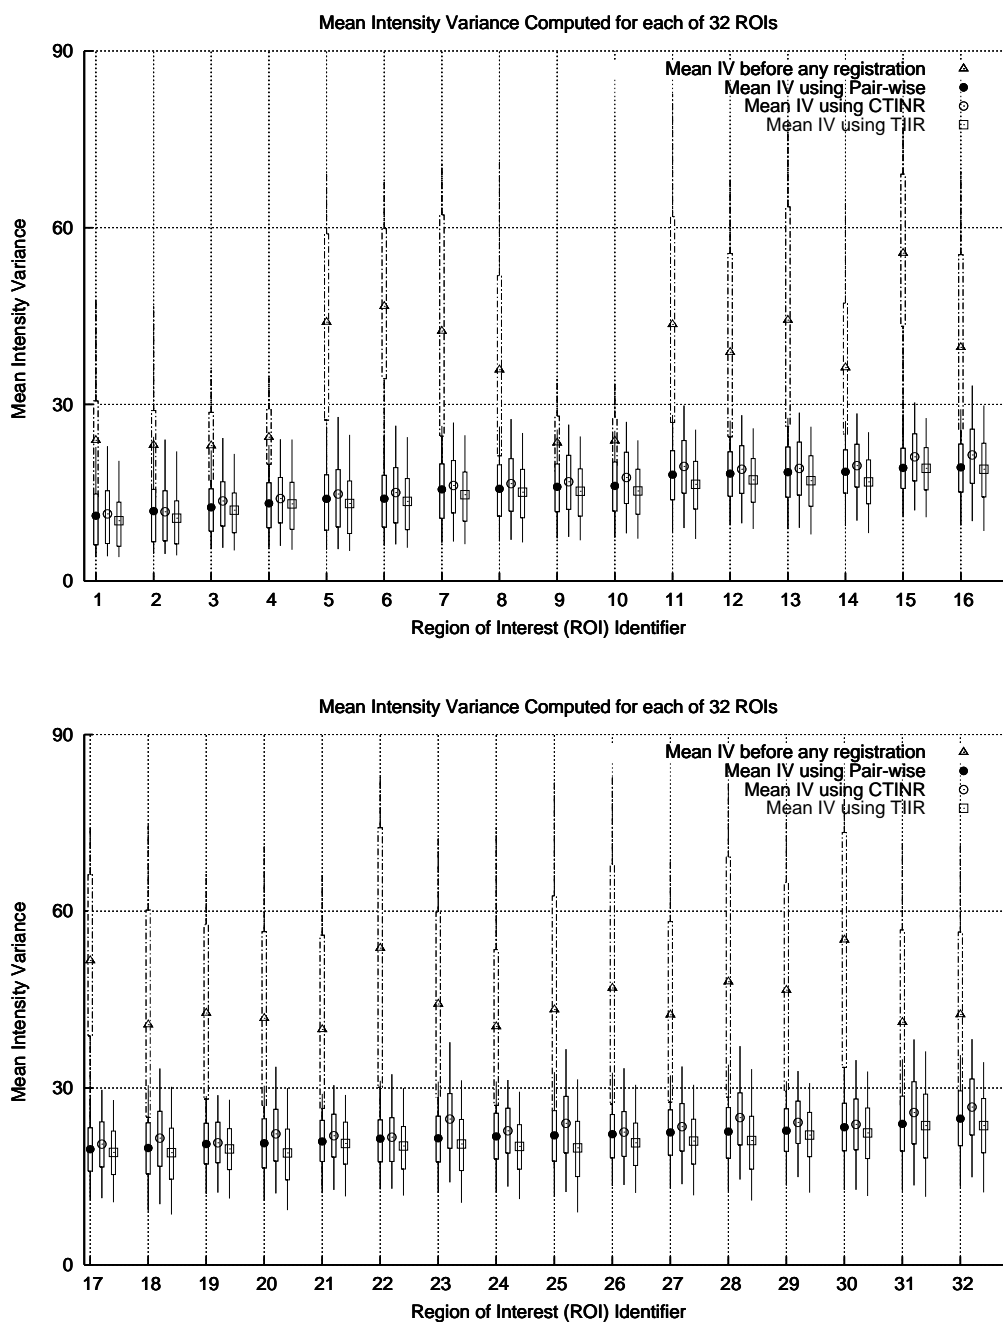 Mean Intensity Variance Computed for each of 32 ROIs
90
Mean IV before any registration
Mean IV using Pair-wise
Mean IV using CTINR
Mean IV using TIIR
60
Mean Intensity Variance
30
0
1 2 3 4 5 6 7 8 9 10 11 12 13 14 15 16
Region of Interest (ROI) Identifier
Mean Intensity Variance Computed for each of 32 ROIs
90
Mean IV before any registration
Mean IV using Pair-wise
Mean IV using CTINR
Mean IV using TIIR
60
Mean Intensity Variance
30
0
17 18 19 20 21 22 23 24 25 26 27 28 29 30 31 32
Region of Interest (ROI) Identifier